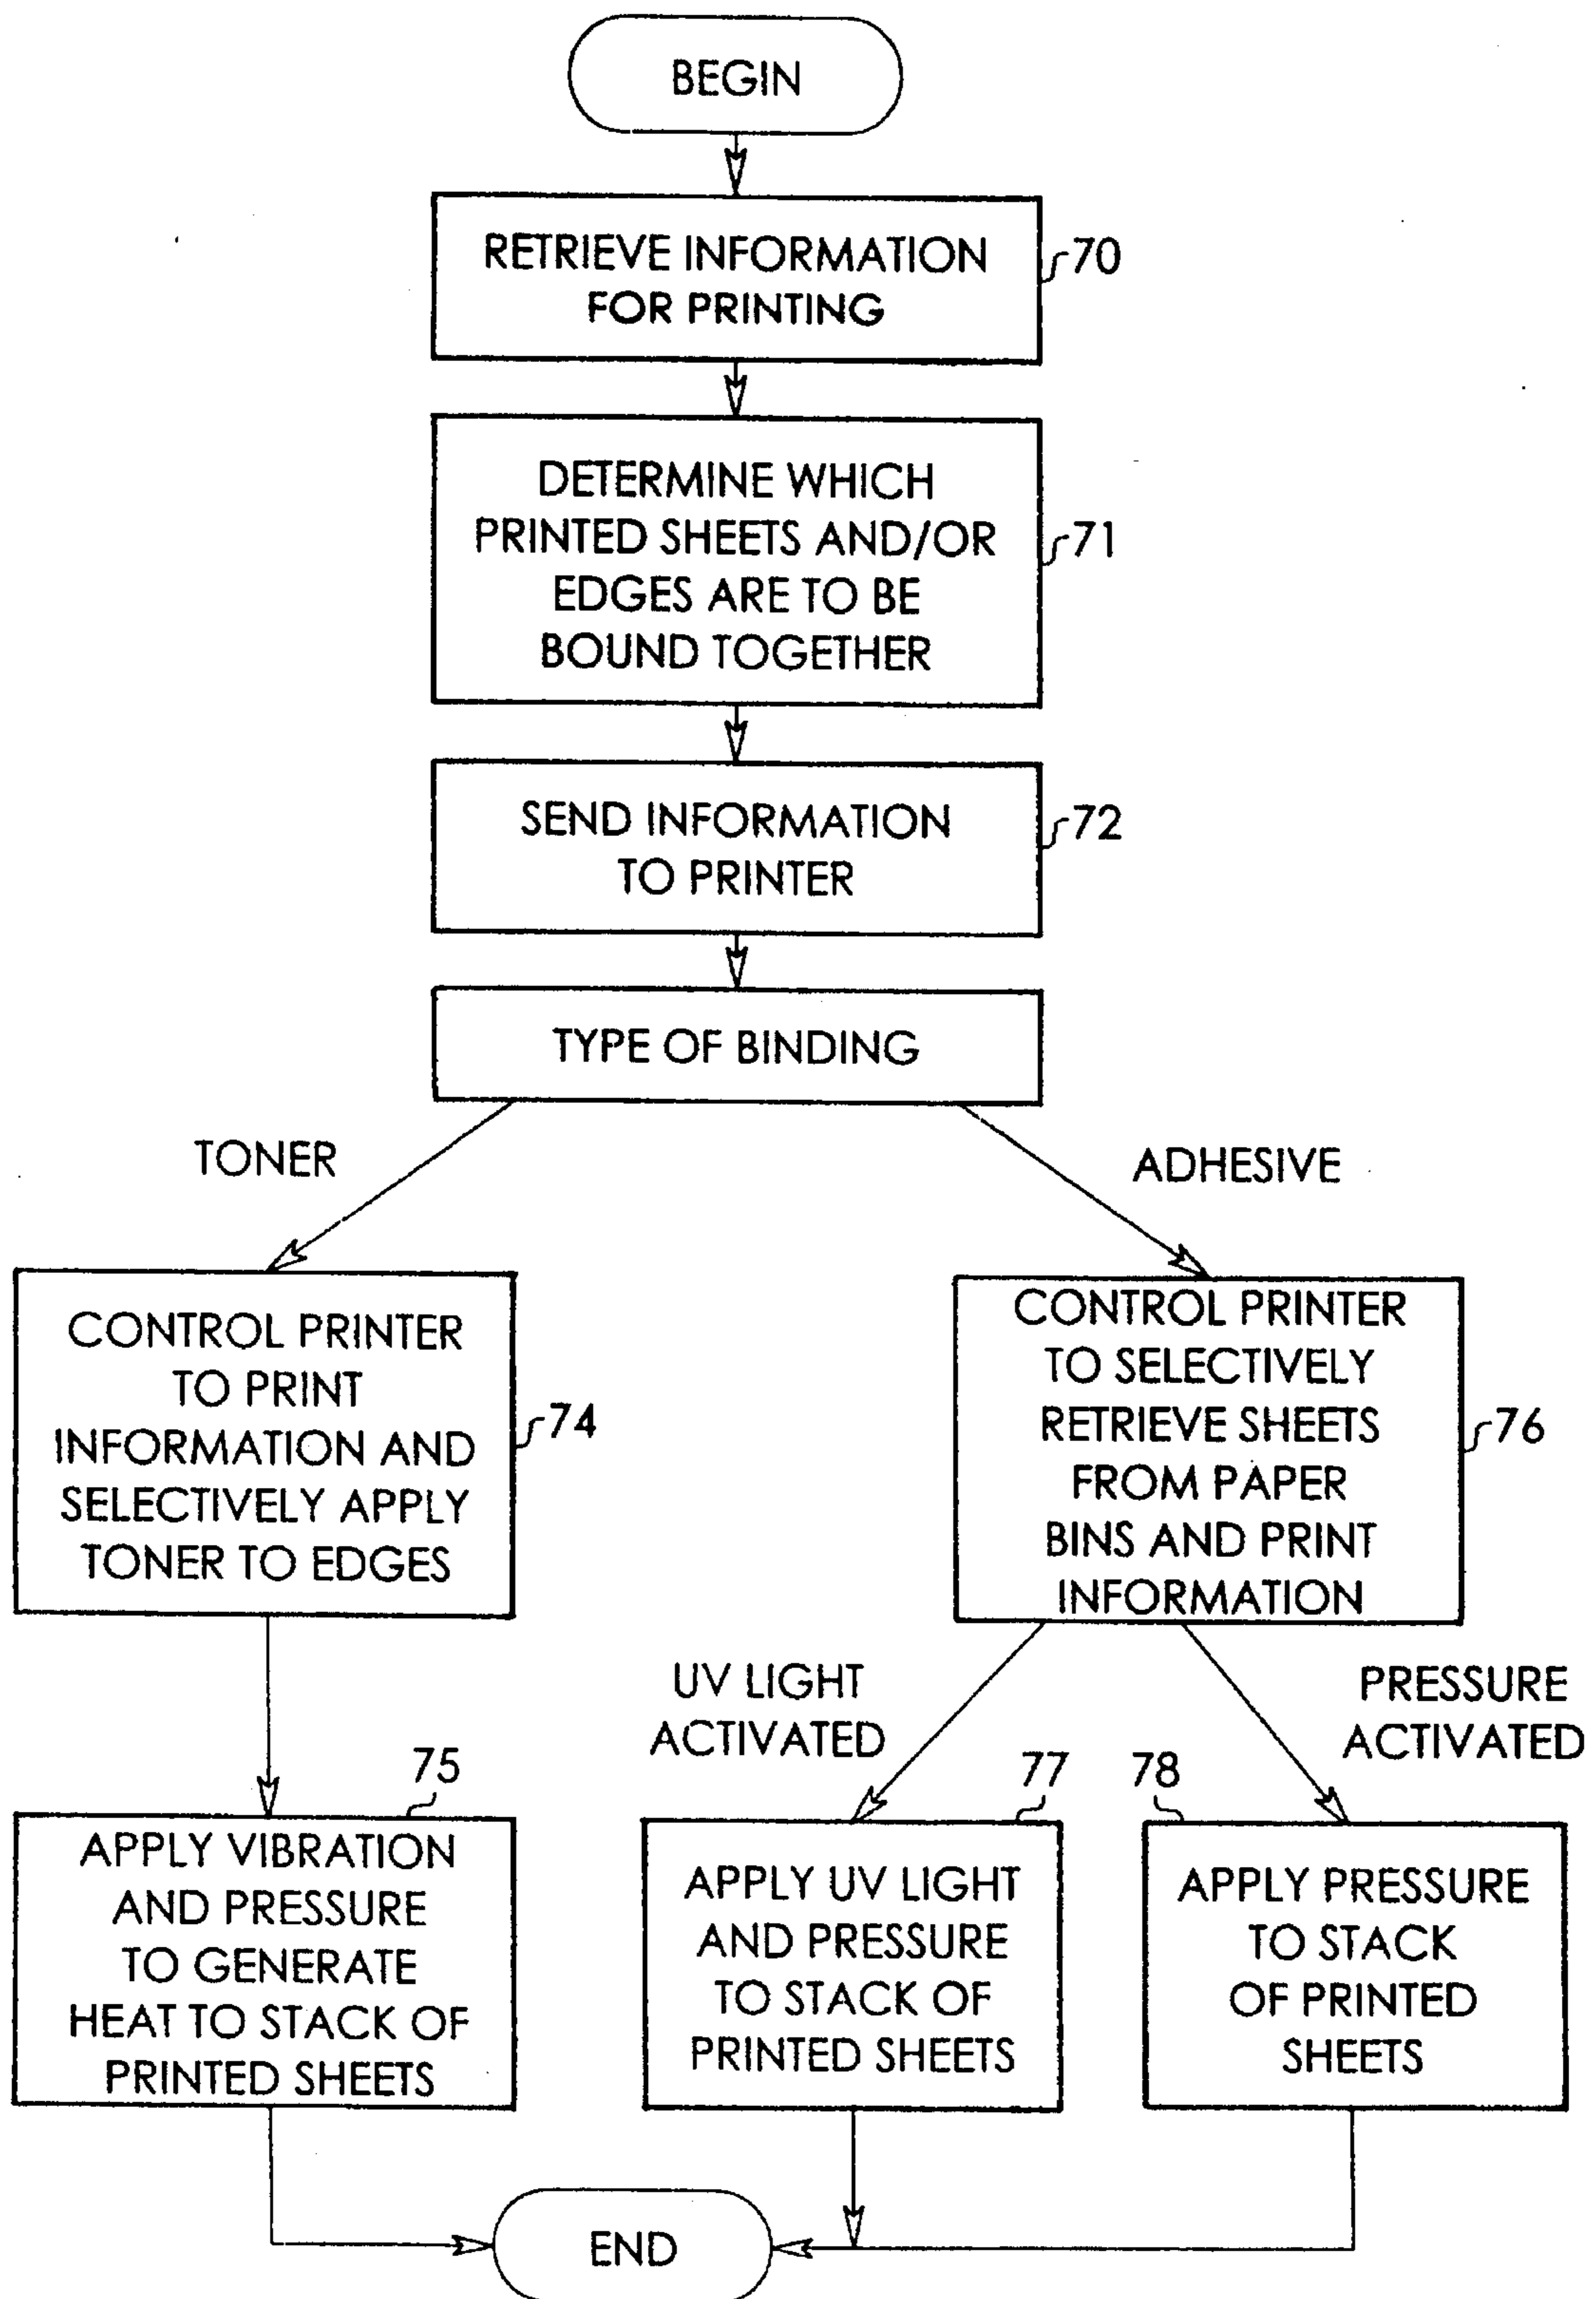 BEGIN
RETRIEVE INFORMATION
FOR PRINTING
70
DETERMINE WHICH
PRINTED SHEETS AND/OR
EDGES ARE TO BE
BOUND TOGETHER
71
SEND INFORMATION
TO PRINTER
72
TYPE OF BINDING
TONER
ADHESIVE
CONTROL PRINTER
TO PRINT
INFORMATION AND
SELECTIVELY APPLY
TONER TO EDGES
74
CONTROL PRINTER
TO SELECTIVELY
RETRIEVE SHEETS
FROM PAPER
BINS AND PRINT
INFORMATION
76
UV LIGHT
ACTIVATED
PRESSURE
ACTIVATED
75
APPLY VIBRATION
AND PRESSURE
TO GENERATE
HEAT TO STACK OF
PRINTED SHEETS
77
APPLY UV LIGHT
AND PRESSURE
TO STACK OF
PRINTED SHEETS
78
APPLY PRESSURE
TO STACK
OF PRINTED
SHEETS
END